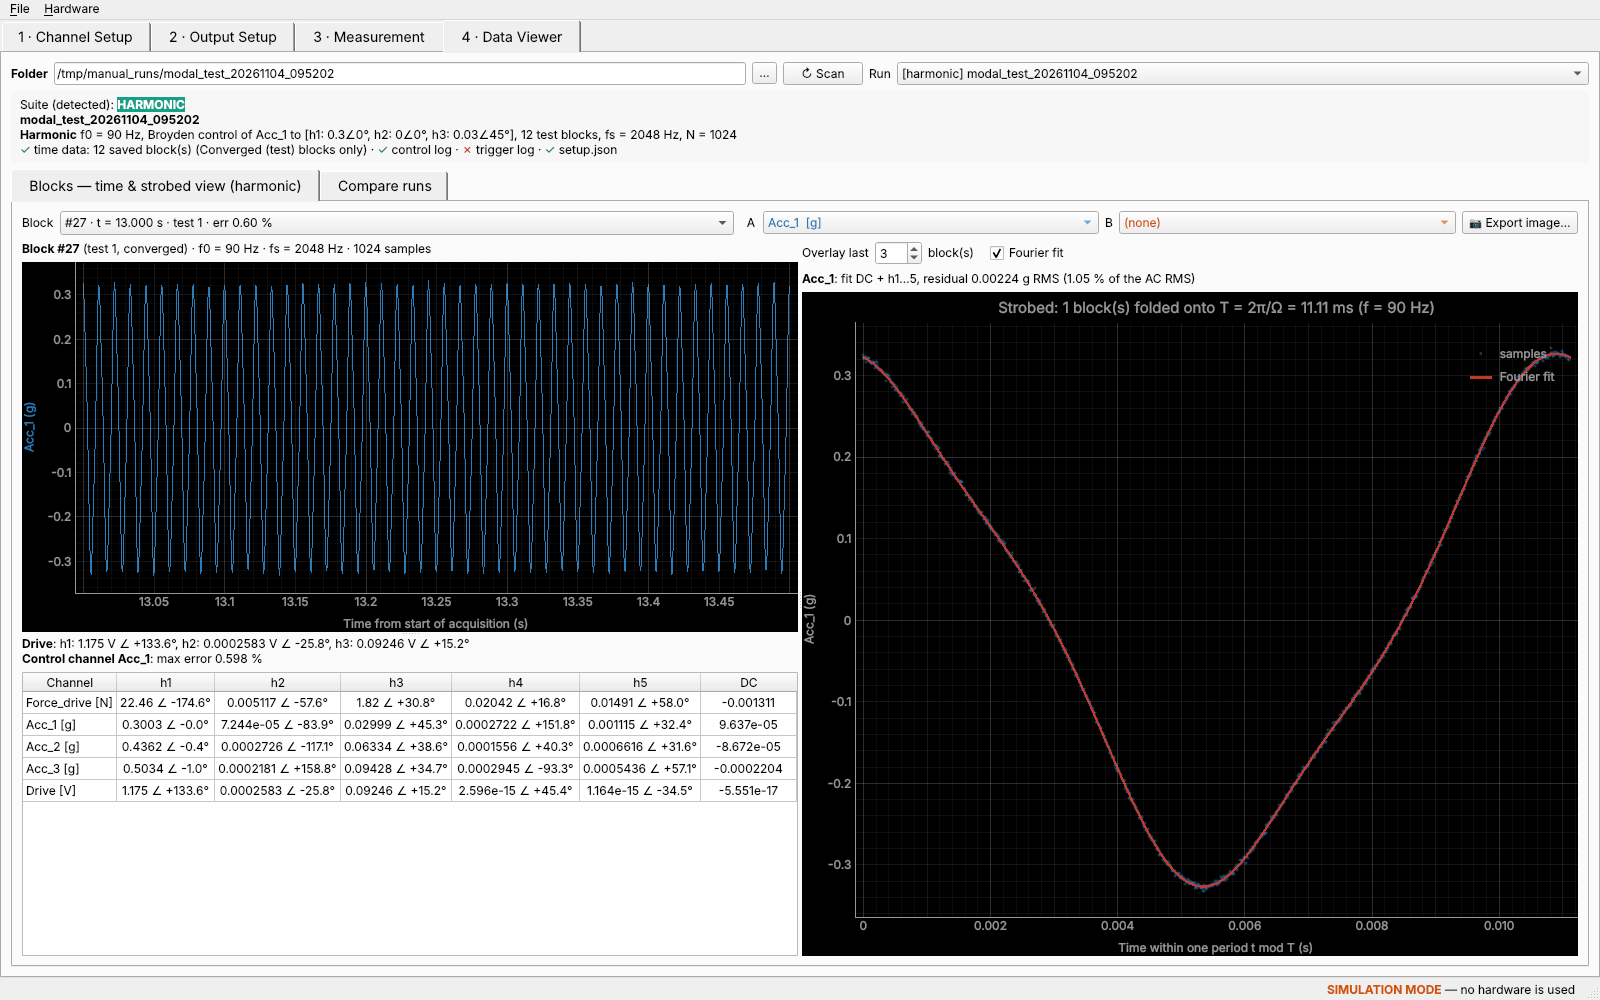 File Hardware
1 · Channel Setup 2 · Output Setup 3 · Measurement 4 · Data Viewer
Folder /tmp/manual_runs/modal_test_20261104_095202 ... Scan Run [harmonic] modal_test_20261104_095202
Suite (detected): HARMONIC
modal_test_20261104_095202
Harmonic f0 = 90 Hz, Broyden control of Acc_1 to [h1: 0.3∠0°, h2: 0∠0°, h3: 0.03∠45°], 12 test blocks, fs = 2048 Hz, N = 1024
✓ time data: 12 saved block(s) (Converged (test) blocks only) · ✓ control log · ✗ trigger log · ✓ setup.json
Blocks — time & strobed view (harmonic) Compare runs
Block #27 · t = 13.000 s · test 1 · err 0.60 % A Acc_1 [g] B (none) Export image...
Block #27 (test 1, converged) · f0 = 90 Hz · fs = 2048 Hz · 1024 samples
Overlay last 3 block(s) Fourier fit
Acc_1: fit DC + h1...5, residual 0.00224 g RMS (1.05 % of the AC RMS)
0.3
0.2
0.1
0
-0.1
-0.2
-0.3
Acc_1 (g)
13.05 13.1 13.15 13.2 13.25 13.3 13.35 13.4 13.45
Time from start of acquisition (s)
Strobed: 1 block(s) folded onto T = 2π/Ω = 11.11 ms (f = 90 Hz)
samples
Fourier fit
0.3
0.2
0.1
0
-0.1
-0.2
-0.3
Acc_1 (g)
0 0.002 0.004 0.006 0.008 0.010
Time within one period t mod T (s)
Drive: h1: 1.175 V ∠ +133.6°, h2: 0.0002583 V ∠ -25.8°, h3: 0.09246 V ∠ +15.2°
Control channel Acc_1: max error 0.598 %
Channel h1 h2 h3 h4 h5 DC
Force_drive [N] 22.46 ∠ -174.6° 0.005117 ∠ -57.6° 1.82 ∠ +30.8° 0.02042 ∠ +16.8° 0.01491 ∠ +58.0° -0.001311
Acc_1 [g] 0.3003 ∠ -0.0° 7.244e-05 ∠ -83.9° 0.02999 ∠ +45.3° 0.0002722 ∠ +151.8° 0.001115 ∠ +32.4° 9.637e-05
Acc_2 [g] 0.4362 ∠ -0.4° 0.0002726 ∠ -117.1° 0.06334 ∠ +38.6° 0.0001556 ∠ +40.3° 0.0006616 ∠ +31.6° -8.672e-05
Acc_3 [g] 0.5034 ∠ -1.0° 0.0002181 ∠ +158.8° 0.09428 ∠ +34.7° 0.0002945 ∠ -93.3° 0.0005436 ∠ +57.1° -0.0002204
Drive [V] 1.175 ∠ +133.6° 0.0002583 ∠ -25.8° 0.09246 ∠ +15.2° 2.596e-15 ∠ +45.4° 1.164e-15 ∠ -34.5° -5.551e-17
SIMULATION MODE — no hardware is used